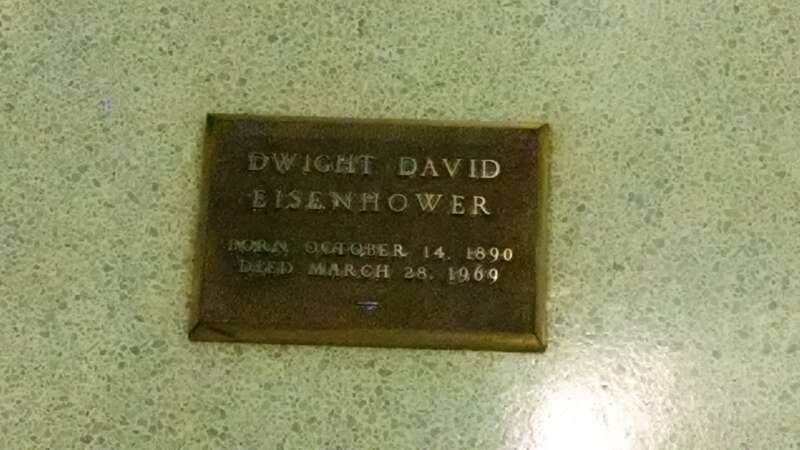 DWIGHT DAVID
EISENHOWER
BORN OCTOBER 14, 1890
DIED MARCH 28, 1969